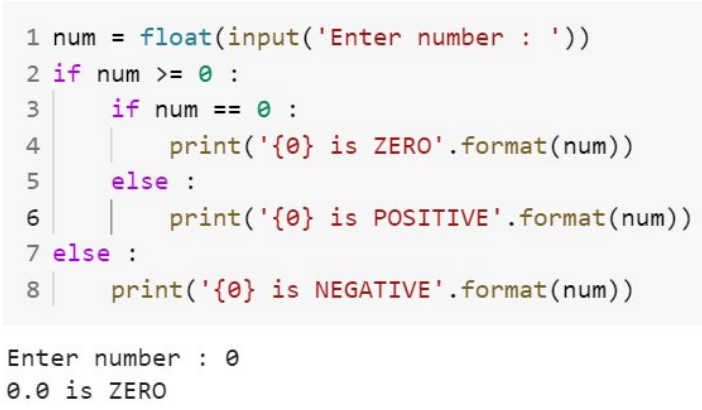 1 num = float(input('Enter number : '))
2 if num >= 0 :
3     if num == 0 :
4         print('{0} is ZERO'.format(num))
5     else :
6         print('{0} is POSITIVE'.format(num))
7 else :
8     print('{0} is NEGATIVE'.format(num))
Enter number : 0
0.0 is ZERO